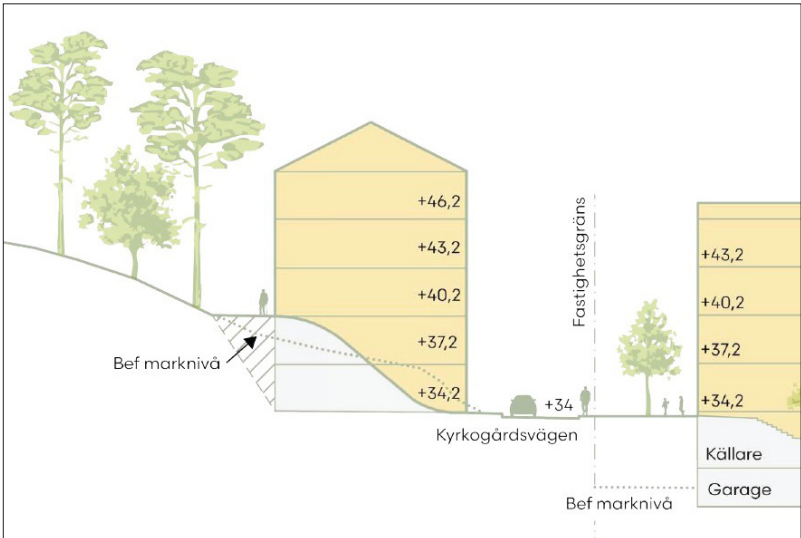 +46,2
+43,2
+40,2
+37,2
+34,2
Bef marknivå
Kyrkogårdsvägen
+34
Fastighetsgräns
+43,2
+40,2
+37,2
+34,2
Källare
Garage
Bef marknivå